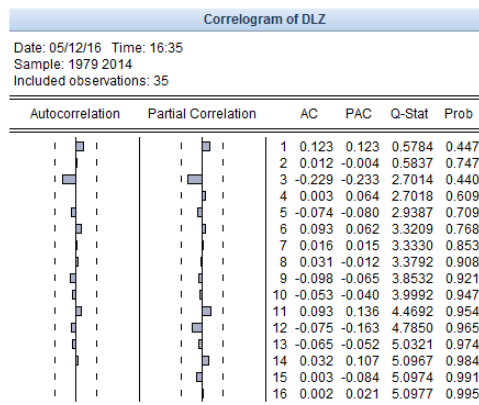 Correlogram of DLZ
Date: 05/12/16 Time: 16:35
Sample: 1979 2014
Included observations: 35
Autocorrelation Partial Correlation AC PAC Q-Stat Prob
1 0.123 0.123 0.5784 0.447
2 0.012 -0.004 0.5837 0.747
3 -0.229 -0.233 2.7014 0.440
4 0.003 0.064 2.7018 0.609
5 -0.074 -0.080 2.9387 0.709
6 0.093 0.062 3.3209 0.768
7 0.016 0.015 3.3330 0.853
8 0.031 -0.012 3.3792 0.908
9 -0.098 -0.065 3.8532 0.921
10 -0.053 -0.040 3.9992 0.947
11 0.093 0.136 4.4692 0.954
12 -0.075 -0.163 4.7850 0.965
13 -0.065 -0.052 5.0321 0.974
14 0.032 0.107 5.0967 0.984
15 0.003 -0.084 5.0974 0.991
16 0.002 0.021 5.0977 0.995